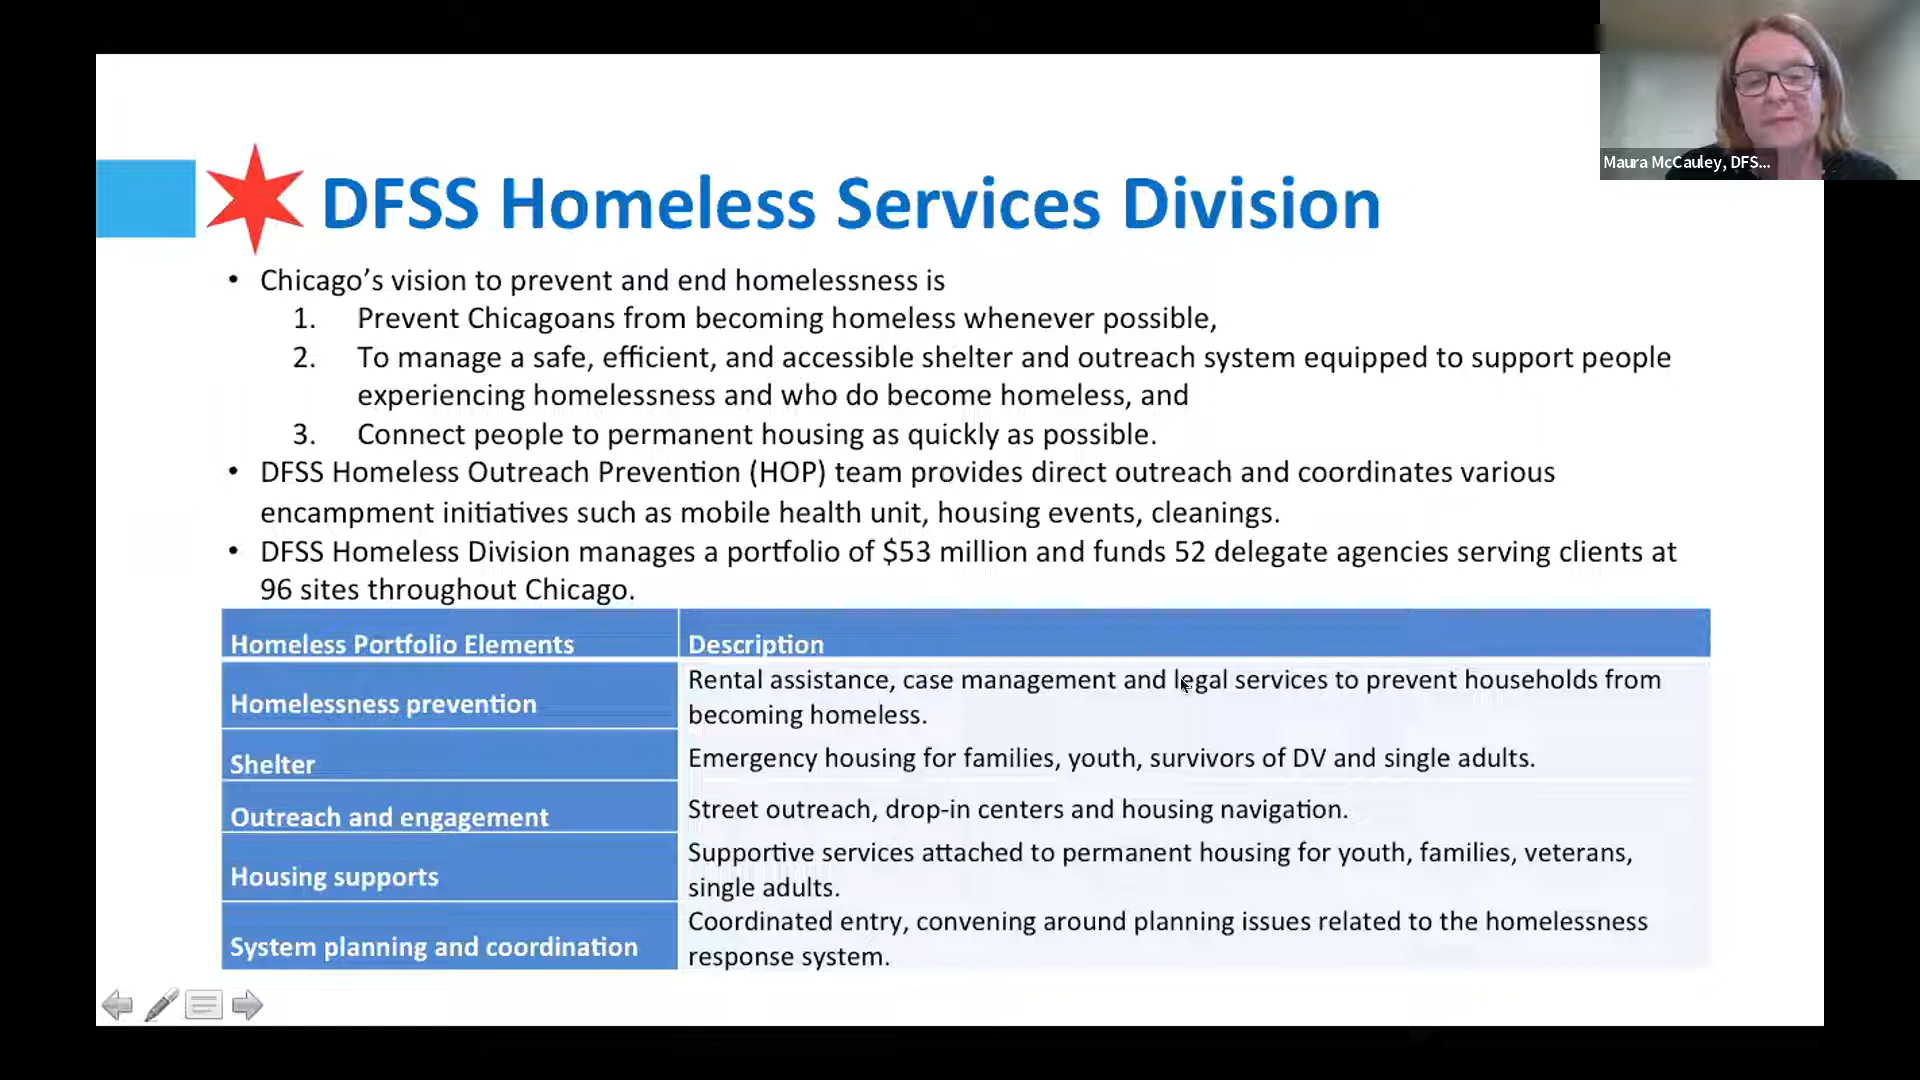 Maura McCauley, DFS...
DFSS Homeless Services Division
• Chicago’s vision to prevent and end homelessness is
1. Prevent Chicagoans from becoming homeless whenever possible,
2. To manage a safe, efficient, and accessible shelter and outreach system equipped to support people
experiencing homelessness and who do become homeless, and
3. Connect people to permanent housing as quickly as possible.
• DFSS Homeless Outreach Prevention (HOP) team provides direct outreach and coordinates various
encampment initiatives such as mobile health unit, housing events, cleanings.
• DFSS Homeless Division manages a portfolio of $53 million and funds 52 delegate agencies serving clients at
96 sites throughout Chicago.
Homeless Portfolio Elements
Description
Homelessness prevention
Rental assistance, case management and legal services to prevent households from
becoming homeless.
Shelter
Emergency housing for families, youth, survivors of DV and single adults.
Outreach and engagement
Street outreach, drop-in centers and housing navigation.
Housing supports
Supportive services attached to permanent housing for youth, families, veterans,
single adults.
System planning and coordination
Coordinated entry, convening around planning issues related to the homelessness
response system.